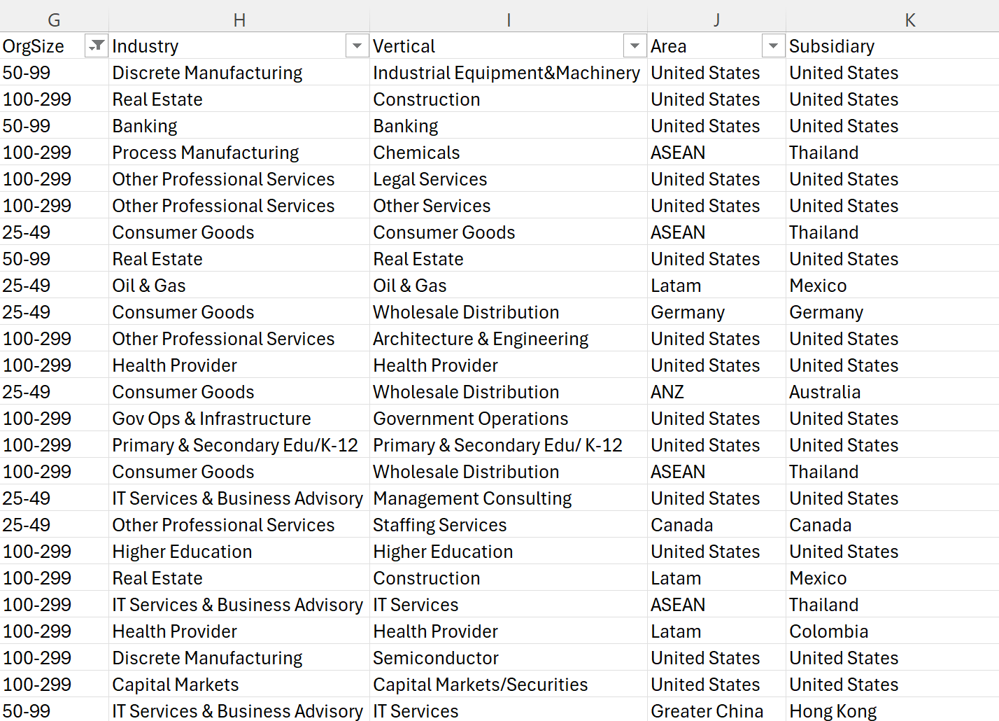 G H I J K
OrgSize Industry Vertical Area Subsidiary
50-99 Discrete Manufacturing Industrial Equipment&Machinery United States United States
100-299 Real Estate Construction United States United States
50-99 Banking Banking United States United States
100-299 Process Manufacturing Chemicals ASEAN Thailand
100-299 Other Professional Services Legal Services United States United States
100-299 Other Professional Services Other Services United States United States
25-49 Consumer Goods Consumer Goods ASEAN Thailand
50-99 Real Estate Real Estate United States United States
25-49 Oil & Gas Oil & Gas Latam Mexico
25-49 Consumer Goods Wholesale Distribution Germany Germany
100-299 Other Professional Services Architecture & Engineering United States United States
100-299 Health Provider Health Provider United States United States
25-49 Consumer Goods Wholesale Distribution ANZ Australia
100-299 Gov Ops & Infrastructure Government Operations United States United States
100-299 Primary & Secondary Edu/K-12 Primary & Secondary Edu/ K-12 United States United States
100-299 Consumer Goods Wholesale Distribution ASEAN Thailand
25-49 IT Services & Business Advisory Management Consulting United States United States
25-49 Other Professional Services Staffing Services Canada Canada
100-299 Higher Education Higher Education United States United States
100-299 Real Estate Construction Latam Mexico
100-299 IT Services & Business Advisory IT Services ASEAN Thailand
100-299 Health Provider Health Provider Latam Colombia
100-299 Discrete Manufacturing Semiconductor United States United States
100-299 Capital Markets Capital Markets/Securities United States United States
50-99 IT Services & Business Advisory IT Services Greater China Hong Kong